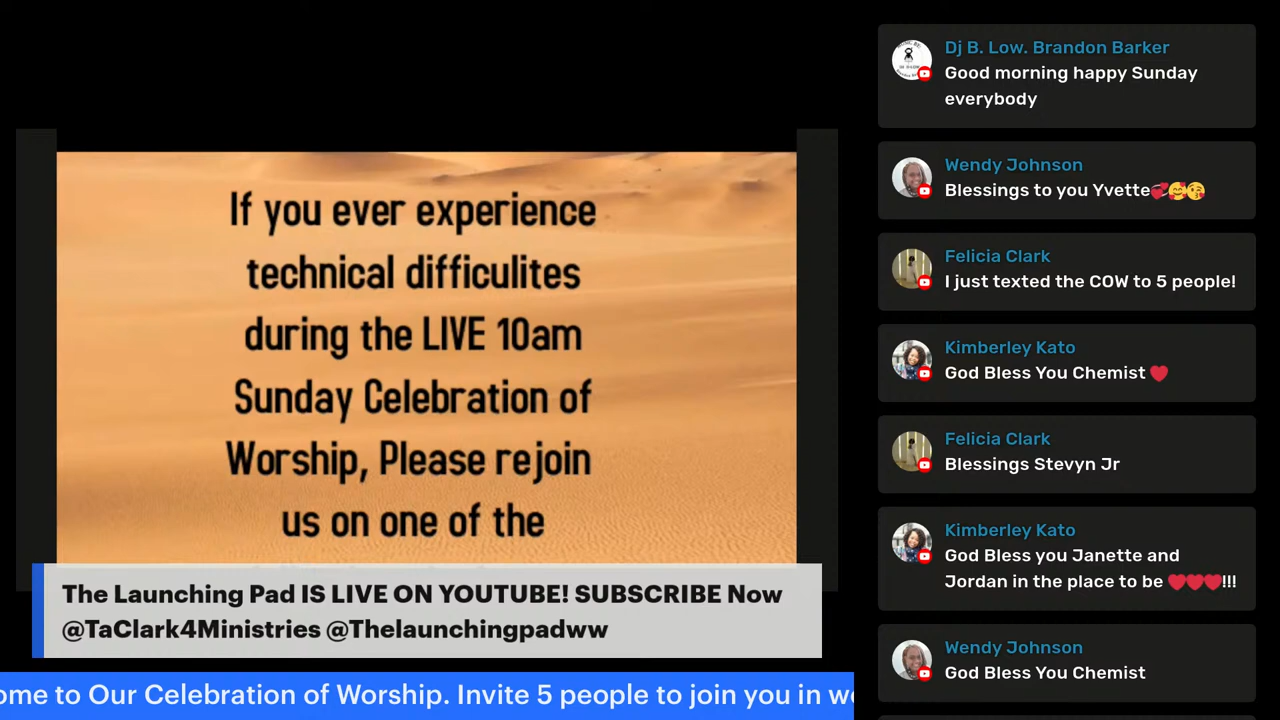 If you ever experience
technical difficulites
during the LIVE 10am
Sunday Celebration of
Worship, Please rejoin
us on one of the
The Launching Pad IS LIVE ON YOUTUBE! SUBSCRIBE Now
@TaClark4Ministries @Thelaunchingpadww
ome to Our Celebration of Worship. Invite 5 people to join you in w
Dj B. Low. Brandon Barker
Good morning happy Sunday
everybody
Wendy Johnson
Blessings to you Yvette💞🥰😘
Felicia Clark
I just texted the COW to 5 people!
Kimberley Kato
God Bless You Chemist ❤️
Felicia Clark
Blessings Stevyn Jr
Kimberley Kato
God Bless you Janette and
Jordan in the place to be ❤️❤️❤️!!!
Wendy Johnson
God Bless You Chemist